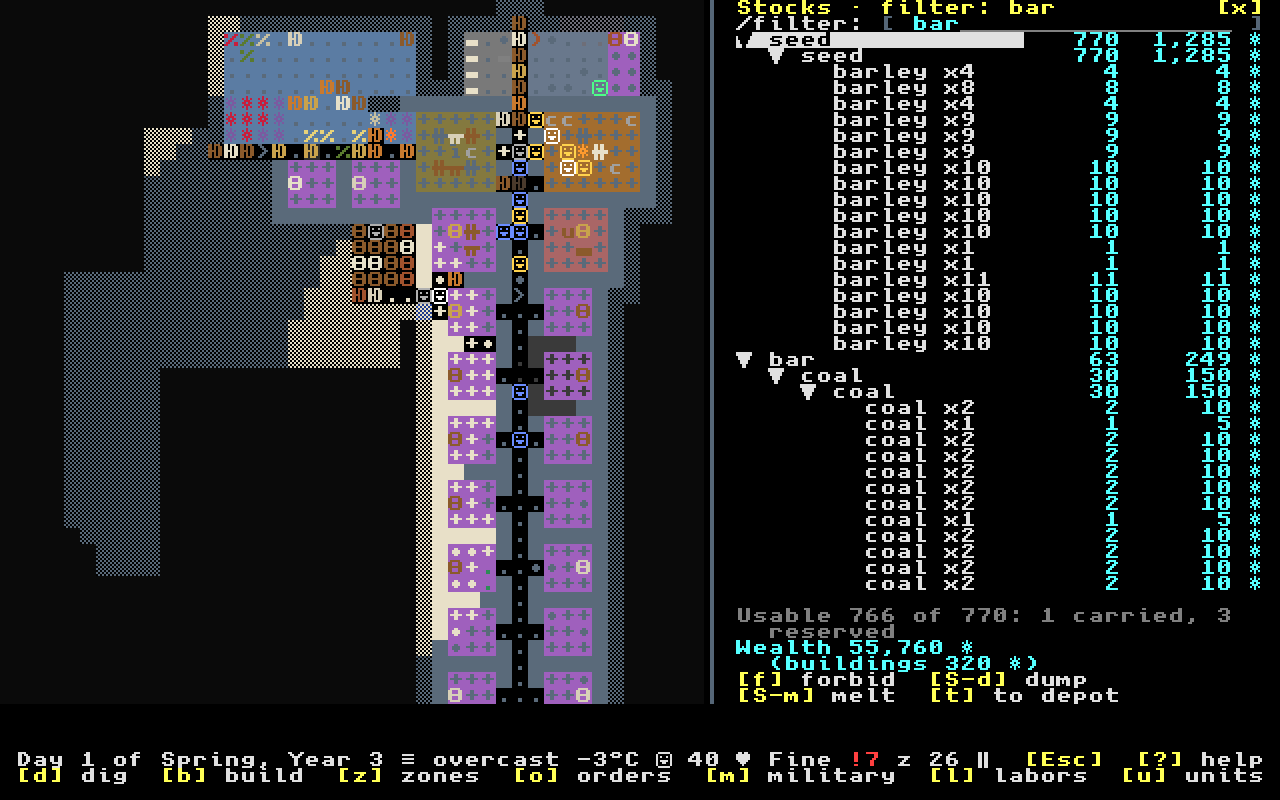 Stocks · filter: bar [x]
/filter: [ bar ]
▼ seed 770 1,285 *
▼ seed 770 1,285 *
barley x4 4 4 *
barley x8 8 8 *
barley x4 4 4 *
barley x9 9 9 *
barley x9 9 9 *
barley x9 9 9 *
barley x10 10 10 *
barley x10 10 10 *
barley x10 10 10 *
barley x10 10 10 *
barley x10 10 10 *
barley x1 1 1 *
barley x1 1 1 *
barley x11 11 11 *
barley x10 10 10 *
barley x10 10 10 *
barley x10 10 10 *
barley x10 10 10 *
▼ bar 63 249 *
▼ coal 30 150 *
▼ coal 30 150 *
coal x2 2 10 *
coal x1 1 5 *
coal x2 2 10 *
coal x2 2 10 *
coal x2 2 10 *
coal x2 2 10 *
coal x2 2 10 *
coal x1 1 5 *
coal x2 2 10 *
coal x2 2 10 *
coal x2 2 10 *
coal x2 2 10 *
Usable 766 of 770: 1 carried, 3
reserved
Wealth 55,760 *
(buildings 320 *)
[f] forbid [S-d] dump
[S-m] melt [t] to depot
Day 1 of Spring, Year 3 ≡ overcast -3°C ☺ 40 ♥ Fine !7 z 26 ‖ [Esc] [?] help
[d] dig [b] build [z] zones [o] orders [m] military [l] labors [u] units